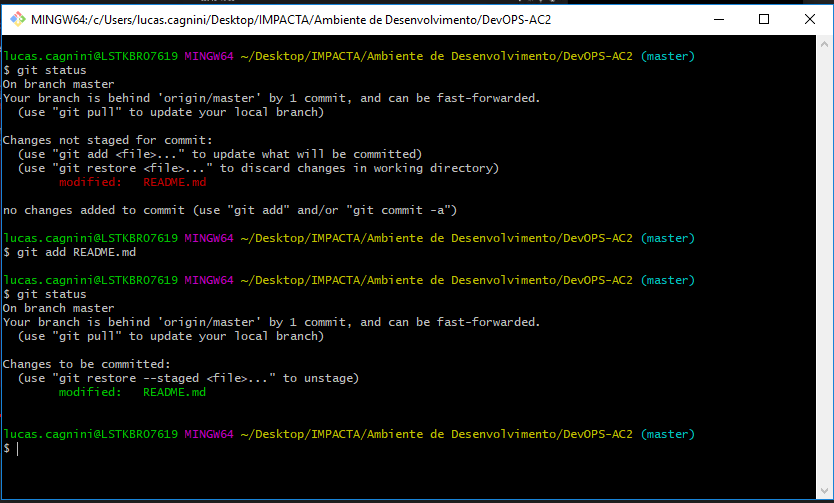 MINGW64:/c/Users/lucas.cagnini/Desktop/IMPACTA/Ambiente de Desenvolvimento/DevOPS-AC2
lucas.cagnini@LSTKBR07619 MINGW64 ~/Desktop/IMPACTA/Ambiente de Desenvolvimento/DevOPS-AC2 (master)
$ git status
On branch master
Your branch is behind 'origin/master' by 1 commit, and can be fast-forwarded.
  (use "git pull" to update your local branch)
Changes not staged for commit:
  (use "git add <file>..." to update what will be committed)
  (use "git restore <file>..." to discard changes in working directory)
        modified:   README.md
no changes added to commit (use "git add" and/or "git commit -a")
lucas.cagnini@LSTKBR07619 MINGW64 ~/Desktop/IMPACTA/Ambiente de Desenvolvimento/DevOPS-AC2 (master)
$ git add README.md
lucas.cagnini@LSTKBR07619 MINGW64 ~/Desktop/IMPACTA/Ambiente de Desenvolvimento/DevOPS-AC2 (master)
$ git status
On branch master
Your branch is behind 'origin/master' by 1 commit, and can be fast-forwarded.
  (use "git pull" to update your local branch)
Changes to be committed:
  (use "git restore --staged <file>..." to unstage)
        modified:   README.md
lucas.cagnini@LSTKBR07619 MINGW64 ~/Desktop/IMPACTA/Ambiente de Desenvolvimento/DevOPS-AC2 (master)
$